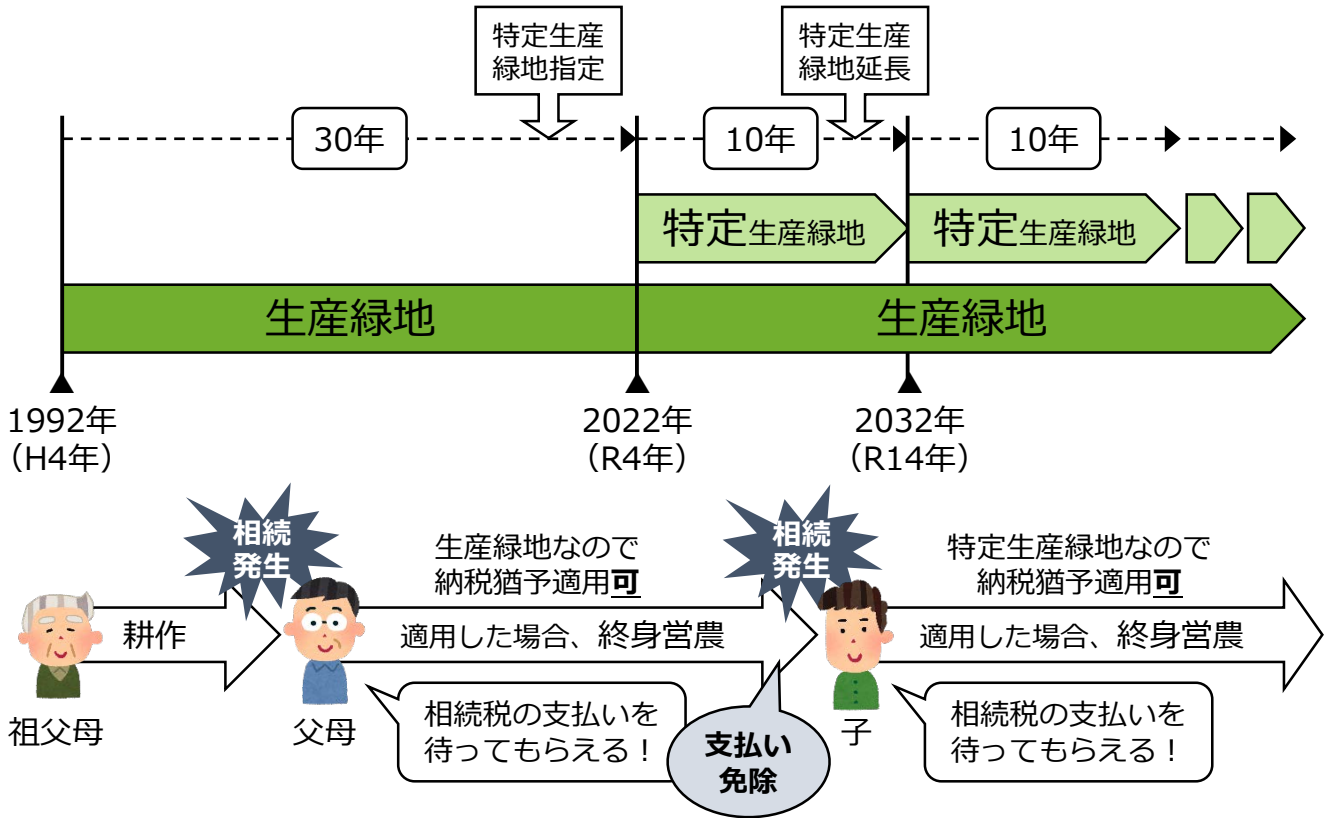 特定生産
緑地指定
特定生産
緑地延長
30年
10年
10年
特定生産緑地
特定生産緑地
生産緑地
生産緑地
1992年
（H4年）
2022年
（R4年）
2032年
（R14年）
相続
発生
生産緑地なので
納税猶予適用可
相続
発生
特定生産緑地なので
納税猶予適用可
耕作
適用した場合、終身営農
適用した場合、終身営農
祖父母
父母
相続税の支払いを
待ってもらえる！
支払い
免除
子
相続税の支払いを
待ってもらえる！